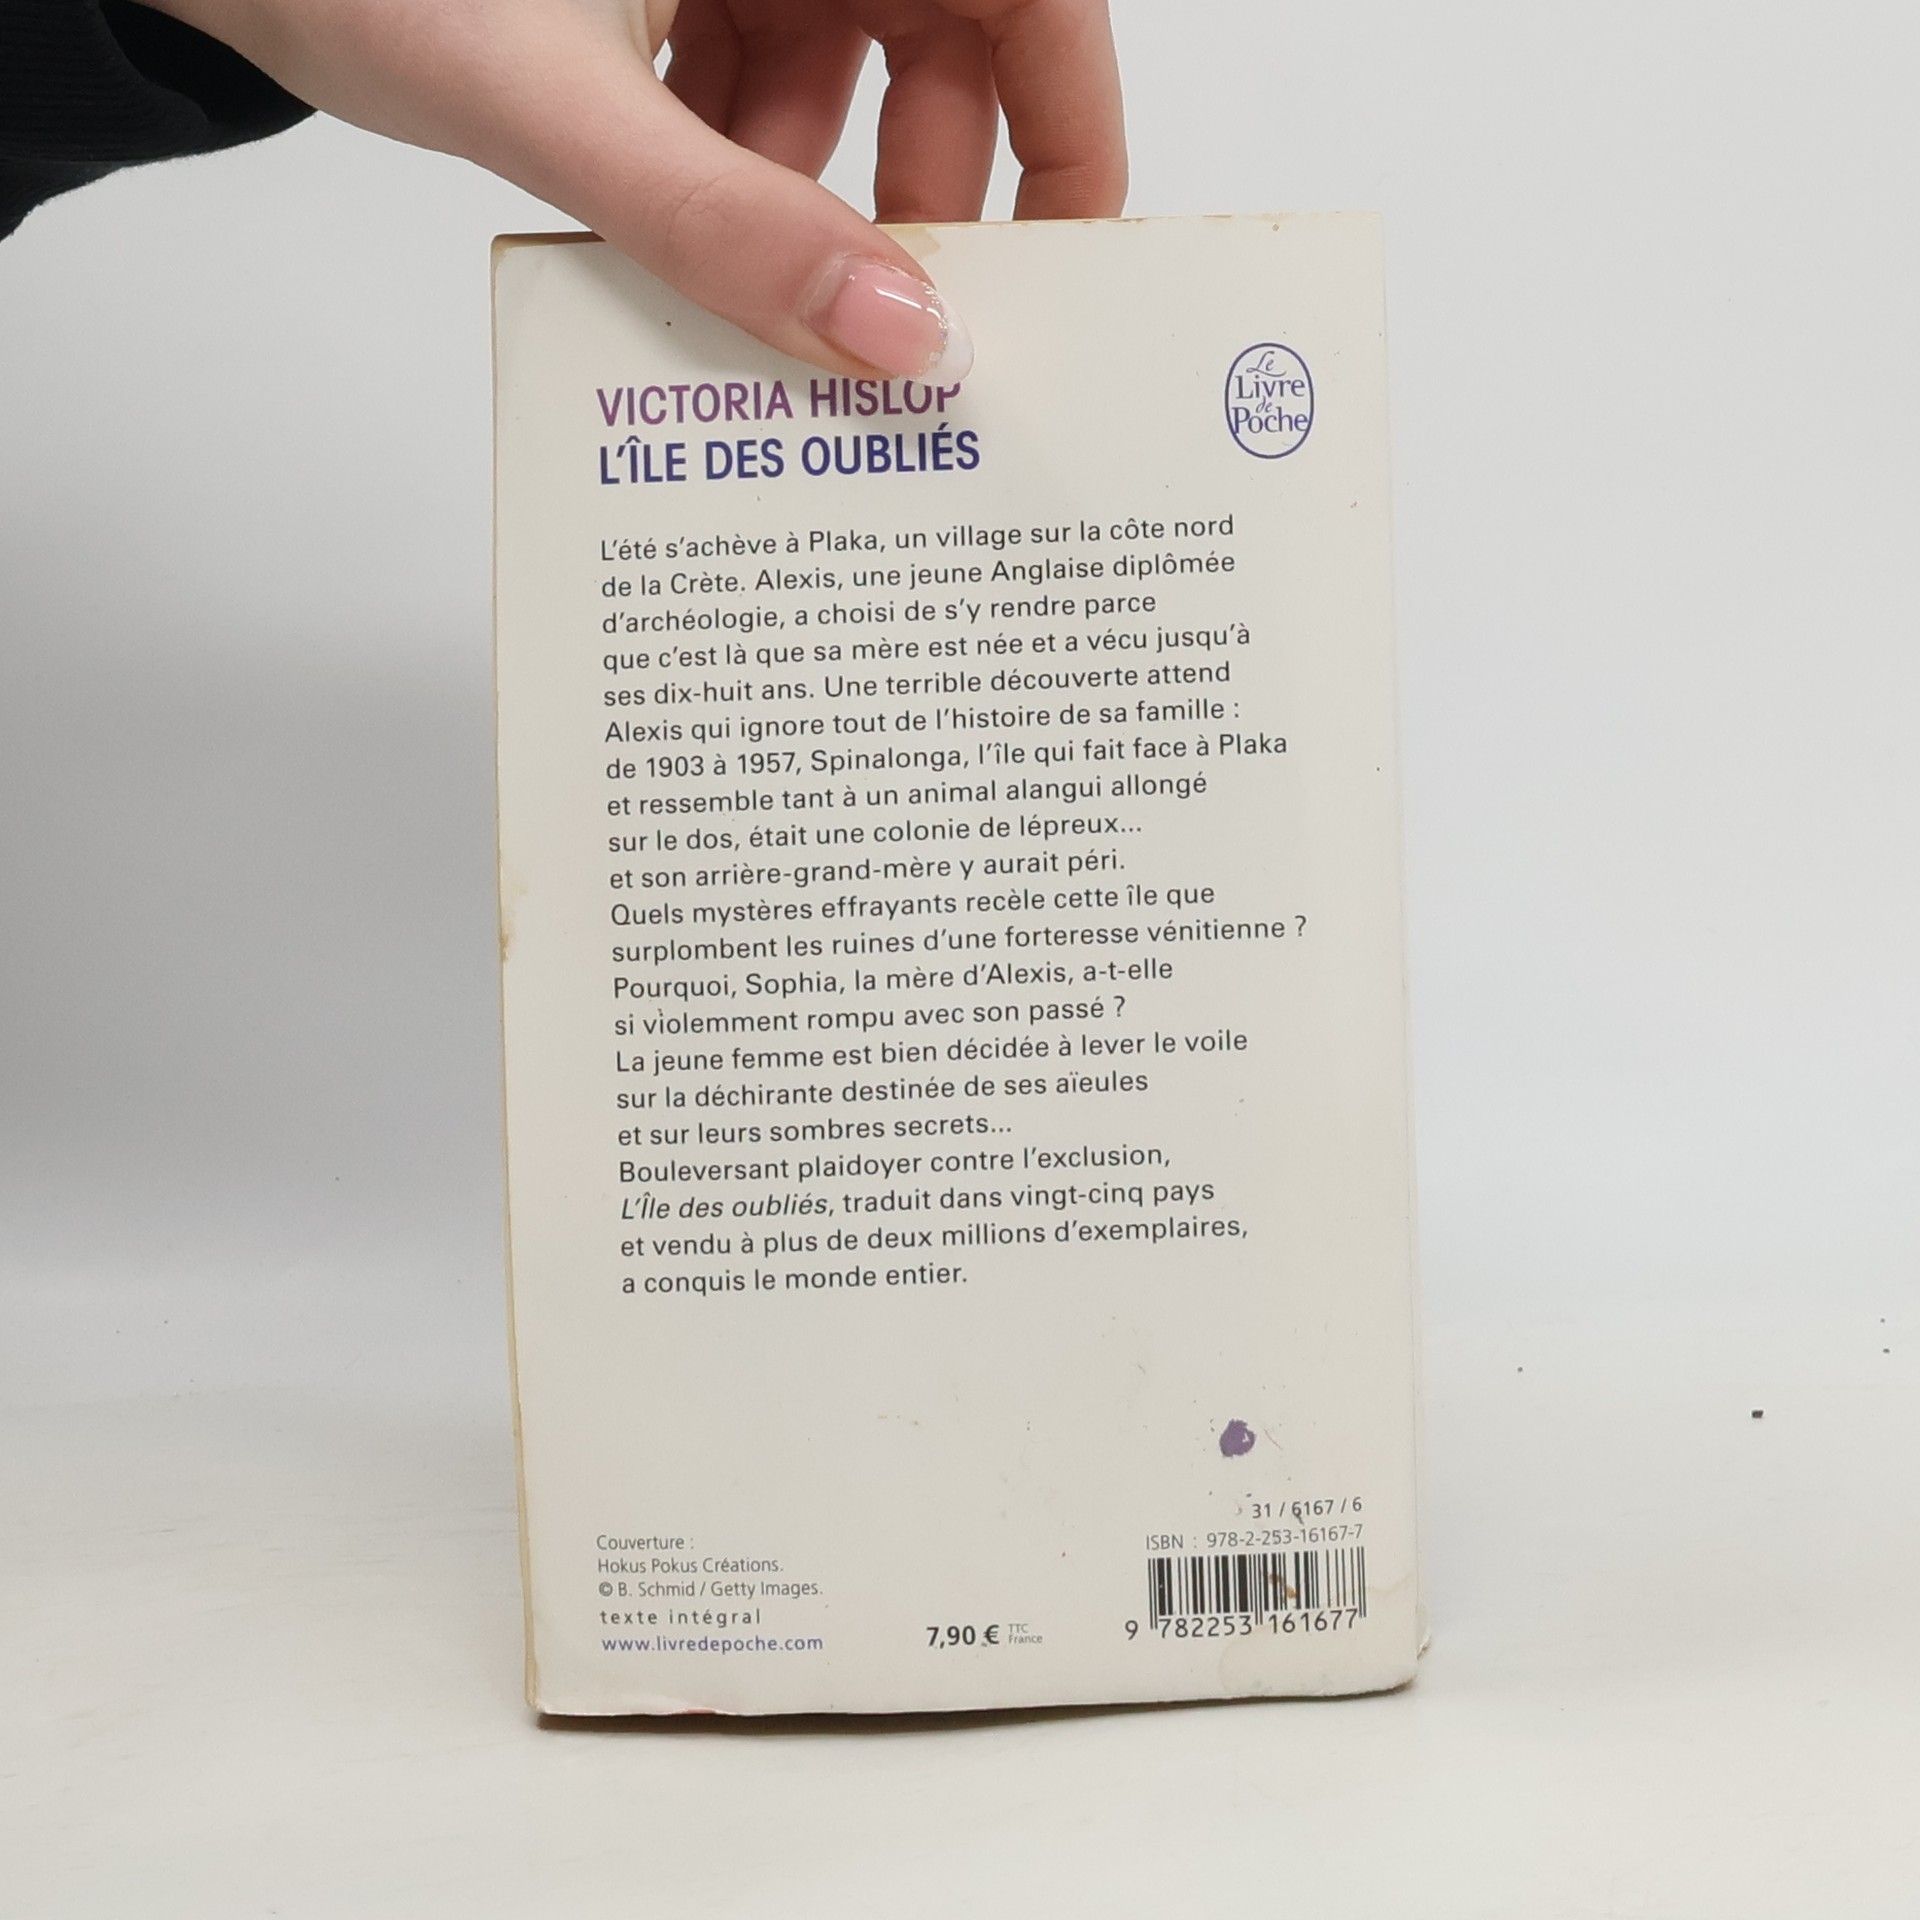 VICTORIA HISLOP
L'ÎLE DES OUBLIÉS
Le
Livre
de
Poche
L'été s'achève à Plaka, un village sur la côte nord
de la Crète. Alexis, une jeune Anglaise diplômée
d'archéologie, a choisi de s'y rendre parce
que c'est là que sa mère est née et a vécu jusqu'à
ses dix-huit ans. Une terrible découverte attend
Alexis qui ignore tout de l'histoire de sa famille :
de 1903 à 1957, Spinalonga, l'île qui fait face à Plaka
et ressemble tant à un animal alangui allongé
sur le dos, était une colonie de lépreux...
et son arrière-grand-mère y aurait péri.
Quels mystères effrayants recèle cette île que
surplombent les ruines d'une forteresse vénitienne ?
Pourquoi, Sophia, la mère d'Alexis, a-t-elle
si violemment rompu avec son passé ?
La jeune femme est bien décidée à lever le voile
sur la déchirante destinée de ses aïeules
et sur leurs sombres secrets...
Bouleversant plaidoyer contre l'exclusion,
L'Île des oubliés, traduit dans vingt-cinq pays
et vendu à plus de deux millions d'exemplaires,
a conquis le monde entier.
Couverture :
Hokus Pokus Créations.
© B. Schmid / Getty Images.
texte intégral
www.livredepoche.com
7,90 € TTC
France
31 / 6167 / 6
ISBN : 978-2-253-16167-7
9 782253 161677